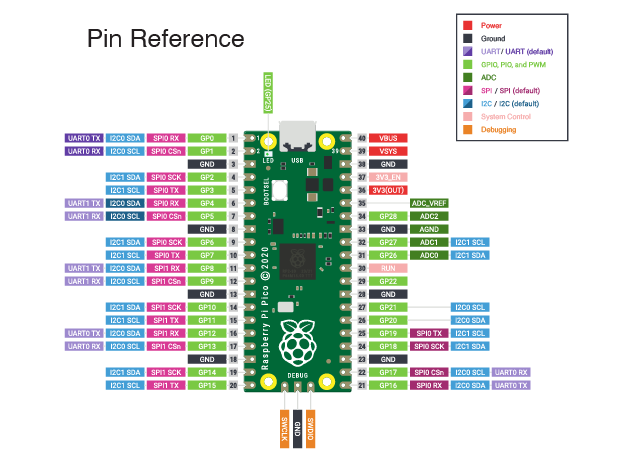 Pin Reference
Power
Ground
UART / UART (default)
GPIO, PIO, and PWM
ADC
SPI / SPI (default)
I2C / I2C (default)
System Control
Debugging
LED (GP25)
LED
USB
BOOTSEL
Raspberry Pi Pico © 2020
DEBUG
UART0 TX I2C0 SDA SPI0 RX GP0 1
UART0 RX I2C0 SCL SPI0 CSn GP1 2
GND 3
I2C1 SDA SPI0 SCK GP2 4
I2C1 SCL SPI0 TX GP3 5
UART1 TX I2C0 SDA SPI0 RX GP4 6
UART1 RX I2C0 SCL SPI0 CSn GP5 7
GND 8
I2C1 SDA SPI0 SCK GP6 9
I2C1 SCL SPI0 TX GP7 10
UART1 TX I2C0 SDA SPI1 RX GP8 11
UART1 RX I2C0 SCL SPI1 CSn GP9 12
GND 13
I2C1 SDA SPI1 SCK GP10 14
I2C1 SCL SPI1 TX GP11 15
UART0 TX I2C0 SDA SPI1 RX GP12 16
UART0 RX I2C0 SCL SPI1 CSn GP13 17
GND 18
I2C1 SDA SPI1 SCK GP14 19
I2C1 SCL SPI1 TX GP15 20
1
2
39
40 VBUS
39 VSYS
38 GND
37 3V3_EN
36 3V3(OUT)
35 ADC_VREF
34 GP28 ADC2
33 GND AGND
32 GP27 ADC1 I2C1 SCL
31 GP26 ADC0 I2C1 SDA
30 RUN
29 GP22
28 GND
27 GP21 I2C0 SCL
26 GP20 I2C0 SDA
25 GP19 SPI0 TX I2C1 SCL
24 GP18 SPI0 SCK I2C1 SDA
23 GND
22 GP17 SPI0 CSn I2C0 SCL UART0 RX
21 GP16 SPI0 RX I2C0 SDA UART0 TX
SWCLK
GND
SWDIO